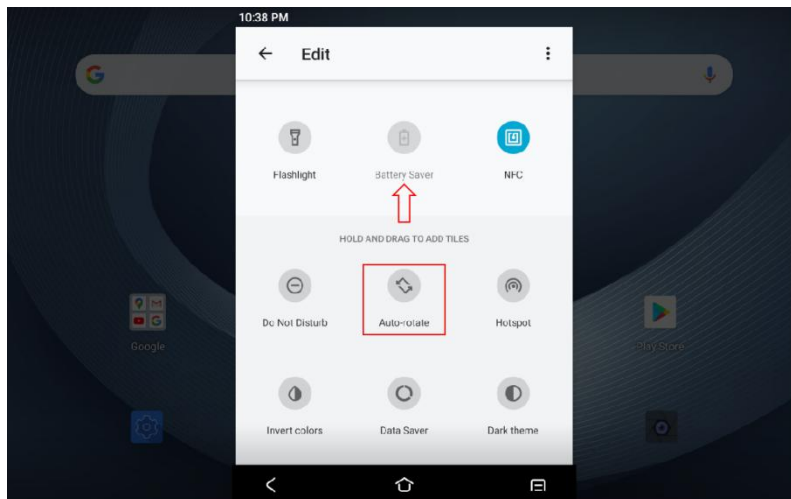 10:38 PM
Edit
Flashlight
Battery Saver
NFC
HOLD AND DRAG TO ADD TILES
Do Not Disturb
Auto-rotate
Hotspot
Google
Play Store
Invert colors
Data Saver
Dark theme